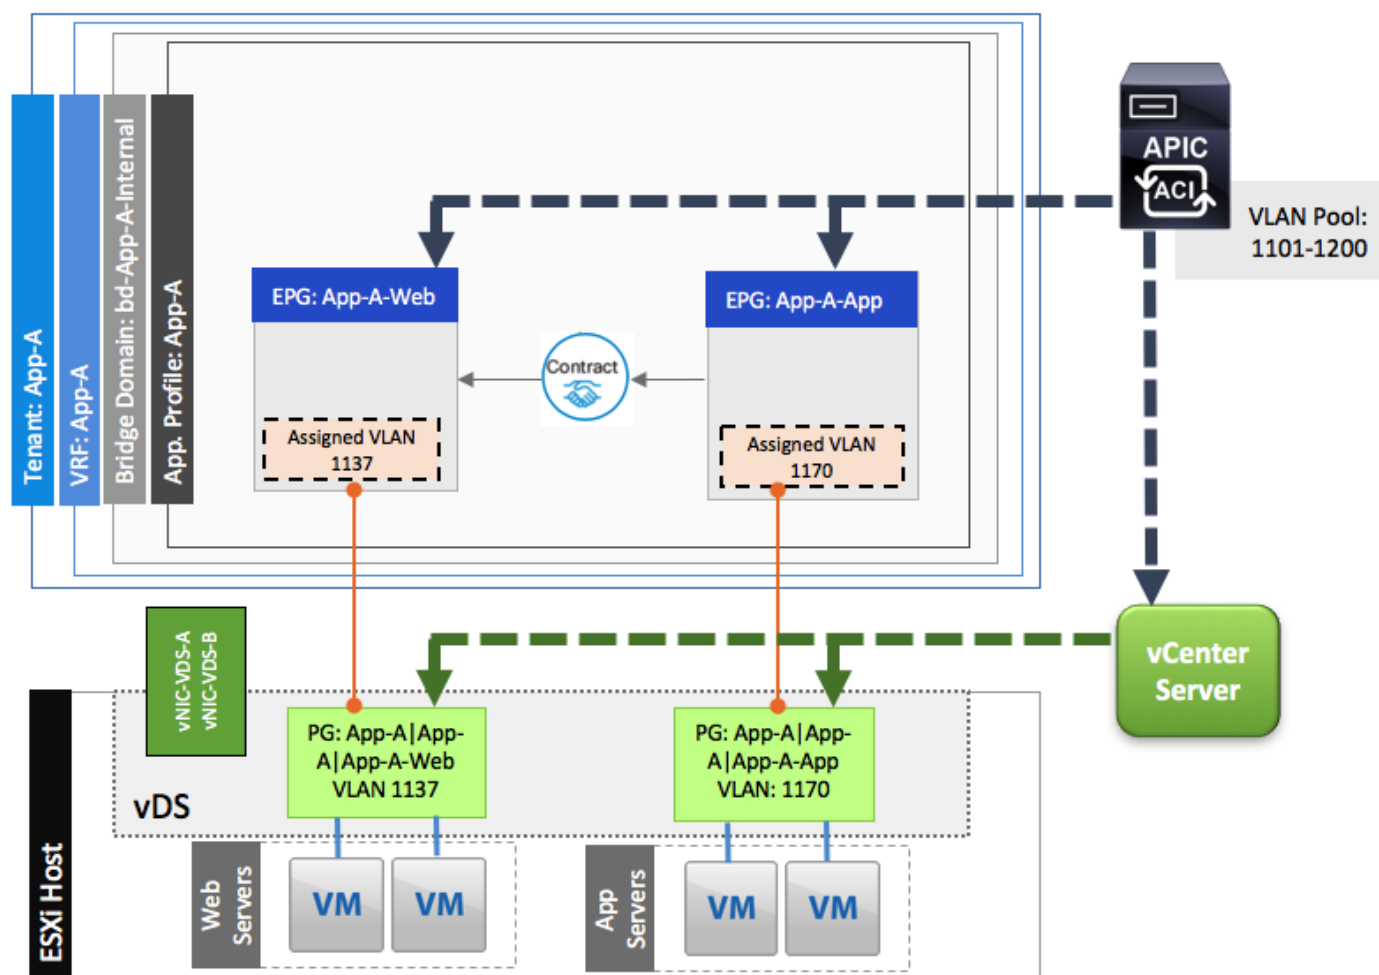 Tenant: App-A
VRF: App-A
Bridge Domain: bd-App-A-Internal
App. Profile: App-A
APIC
ACI
VLAN Pool:
1101-1200
EPG: App-A-Web
EPG: App-A-App
Contract
Assigned VLAN
1137
Assigned VLAN
1170
vNIC-VDS-A
vNIC-VDS-B
vCenter
Server
PG: App-A|App-
A|App-A-Web
VLAN 1137
PG: App-A|App-
A|App-A-App
VLAN: 1170
vDS
ESXi Host
Web
Servers
VM
VM
App
Servers
VM
VM